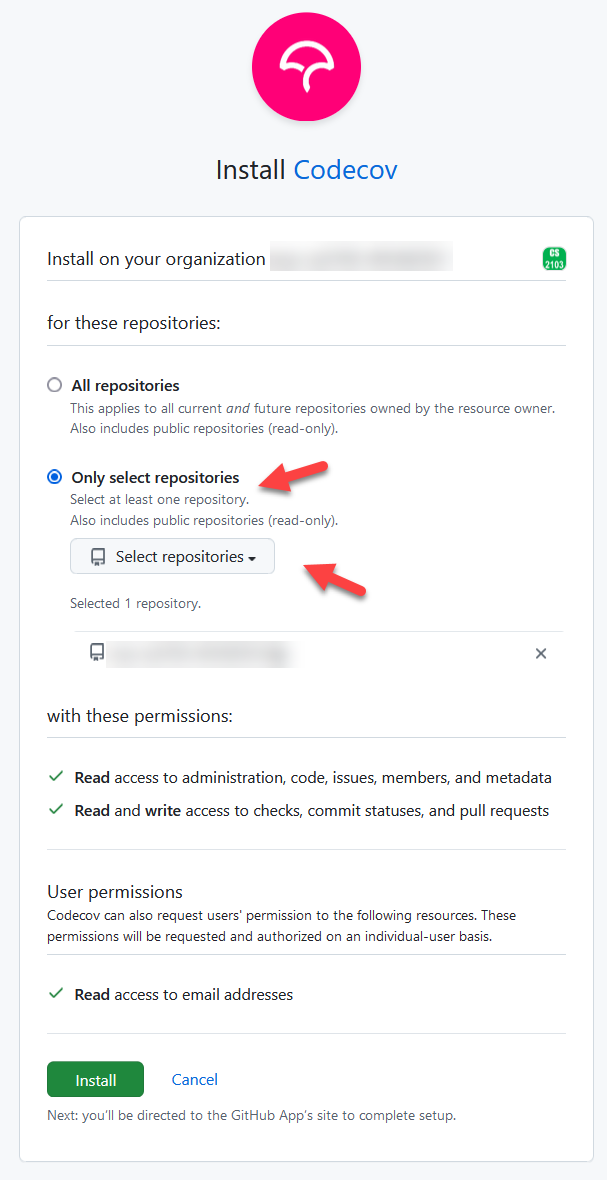 Install Codecov
Install on your organization
CS
2103
for these repositories:
All repositories
This applies to all current and future repositories owned by the resource owner.
Also includes public repositories (read-only).
Only select repositories
Select at least one repository.
Also includes public repositories (read-only).
Select repositories
Selected 1 repository.
with these permissions:
Read access to administration, code, issues, members, and metadata
Read and write access to checks, commit statuses, and pull requests
User permissions
Codecov can also request users' permission to the following resources. These
permissions will be requested and authorized on an individual-user basis.
Read access to email addresses
Install Cancel
Next: you'll be directed to the GitHub App's site to complete setup.